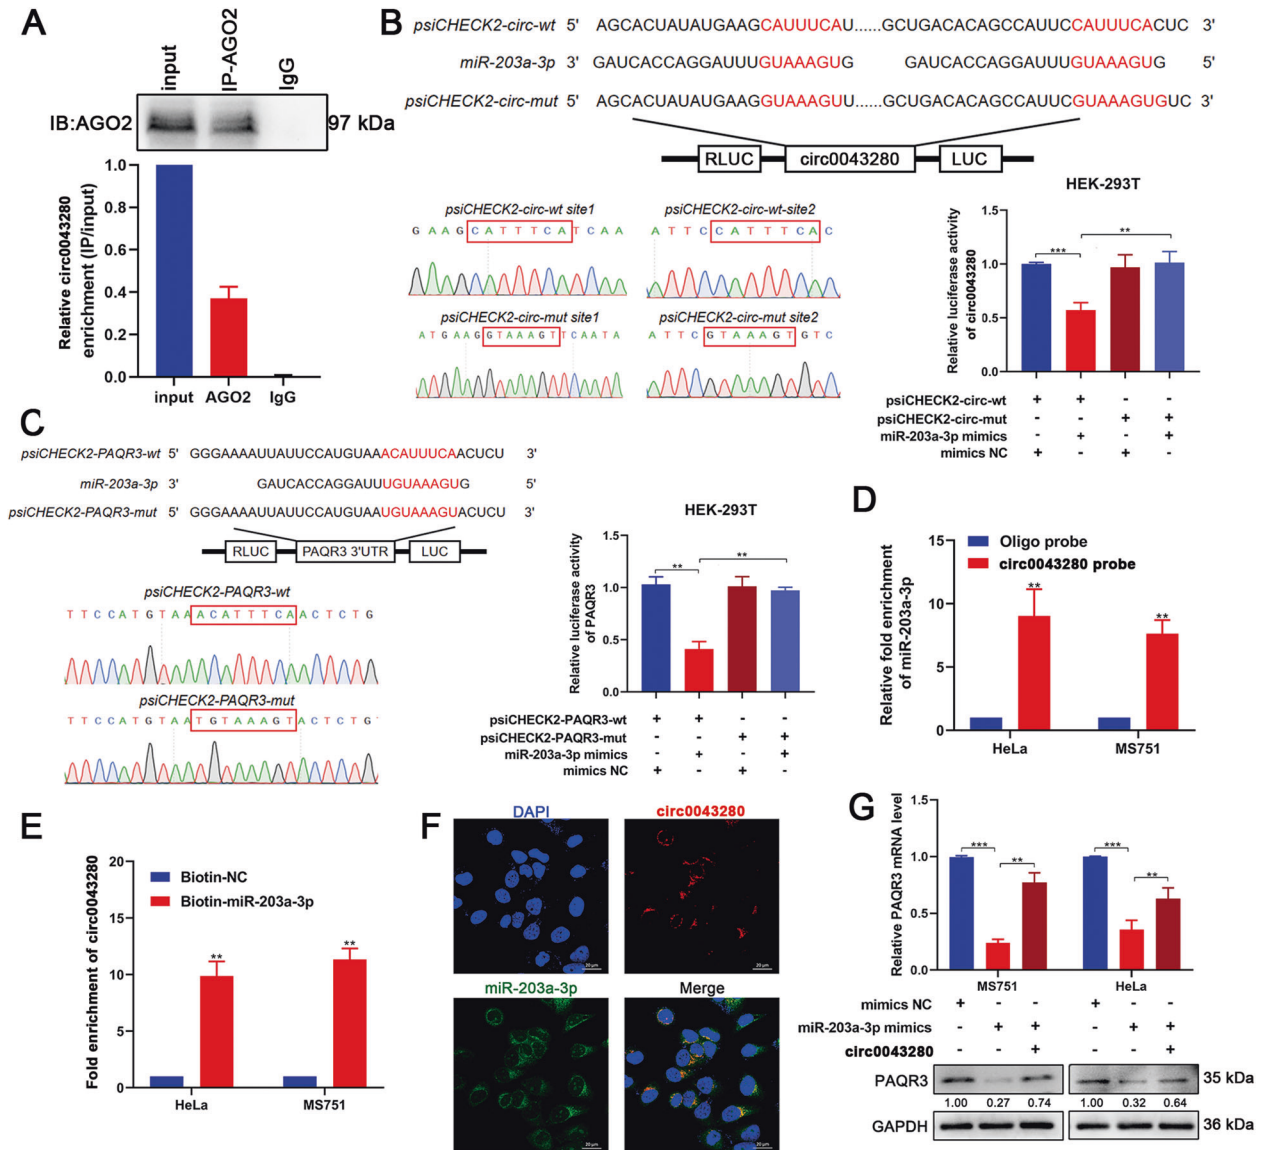 A
input
IP-AGO2
IgG
IB:AGO2
97 kDa
Relative circ0043280
enrichment (IP/input)
1.0
0.8
0.6
0.4
0.2
0.0
input AGO2 IgG
B
psiCHECK2-circ-wt 5' AGCACUAUAUGAAGCAUUUCAU......GCUGACACAGCCAUUCCAUUUCACUC 3'
miR-203a-3p 3' GAUCACCAGGAUUUGUAAAGUG GAUCACCAGGAUUUGUAAAGUG 5'
psiCHECK2-circ-mut 5' AGCACUAUAUGAAGGUAAAGUU......GCUGACACAGCCAUUCGUAAAGUGUC 3'
RLUC circ0043280 LUC
psiCHECK2-circ-wt site1
G A A G C A T T T C A T C A A
psiCHECK2-circ-wt-site2
A T T C C A T T T C A C
psiCHECK2-circ-mut site1
A T G A A G G T A A A G T T C A A T A
psiCHECK2-circ-mut site2
A T T C G T A A A G T G T C
HEK-293T
Relative luciferase activity
of circ0043280
1.5
1.0
0.5
0.0
*** **
psiCHECK2-circ-wt + + - -
psiCHECK2-circ-mut - - + +
miR-203a-3p mimics - + - +
mimics NC + - + -
C
psiCHECK2-PAQR3-wt 5' GGGAAAAUUAUUCCAUGUAAACAUUUCAACUCU 3'
miR-203a-3p 3' GAUCACCAGGAUUUGUAAAGUG 5'
psiCHECK2-PAQR3-mut 5' GGGAAAAUUAUUCCAUGUAAUGUAAAGUACUCU 3'
RLUC PAQR3 3'UTR LUC
psiCHECK2-PAQR3-wt
T T C C A T G T A A A C A T T T C A A C T C T G
psiCHECK2-PAQR3-mut
T T C C A T G T A A T G T A A A G T A C T C T G
HEK-293T
Relative luciferase activity
of PAQR3
1.5
1.0
0.5
0.0
** **
psiCHECK2-PAQR3-wt + + - -
psiCHECK2-PAQR3-mut - - + +
miR-203a-3p mimics - + - +
mimics NC + - + -
D
Relative fold enrichment
of miR-203a-3p
15
10
5
0
Oligo probe
circ0043280 probe
** **
HeLa MS751
E
Fold enrichment of circ0043280
20
15
10
5
0
Biotin-NC
Biotin-miR-203a-3p
** **
HeLa MS751
F
DAPI circ0043280
20 μm 20 μm
miR-203a-3p Merge
20 μm 20 μm
G
Relative PAQR3 mRNA level
1.5
1.0
0.5
0.0
*** ** *** **
MS751 HeLa
mimics NC + - - + - -
miR-203a-3p mimics - + + - + +
circ0043280 - - + - - +
PAQR3 35 kDa
1.00 0.27 0.74 1.00 0.32 0.64
GAPDH 36 kDa